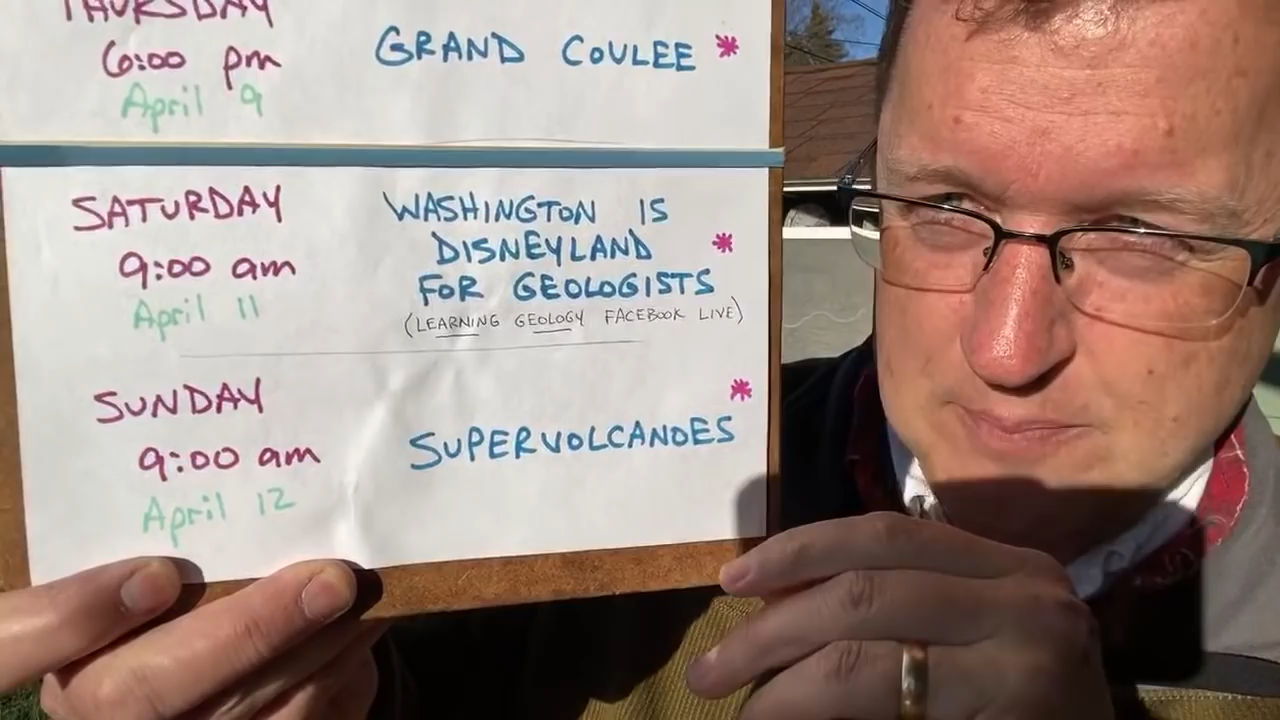 THURSDAY
6:00 pm
April 9
GRAND COULEE *
SATURDAY
9:00 am
April 11
WASHINGTON IS
DISNEYLAND *
FOR GEOLOGISTS
(LEARNING GEOLOGY FACEBOOK LIVE)
SUNDAY
9:00 am
April 12
*
SUPERVOLCANOES